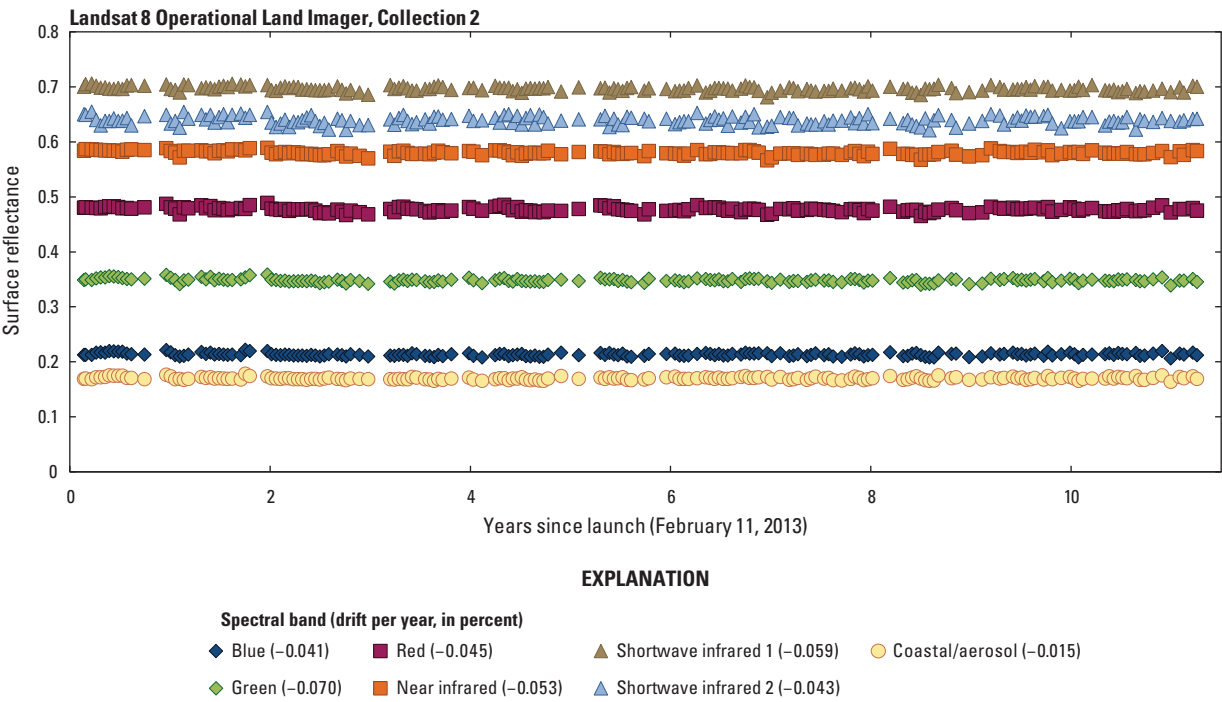 Landsat 8 Operational Land Imager, Collection 2
0.8
0.7
0.6
0.5
0.4
0.3
0.2
0.1
0
Surface reflectance
0 2 4 6 8 10
Years since launch (February 11, 2013)
EXPLANATION
Spectral band (drift per year, in percent)
Blue (−0.041) Red (−0.045) Shortwave infrared 1 (−0.059) Coastal/aerosol (−0.015)
Green (−0.070) Near infrared (−0.053) Shortwave infrared 2 (−0.043)